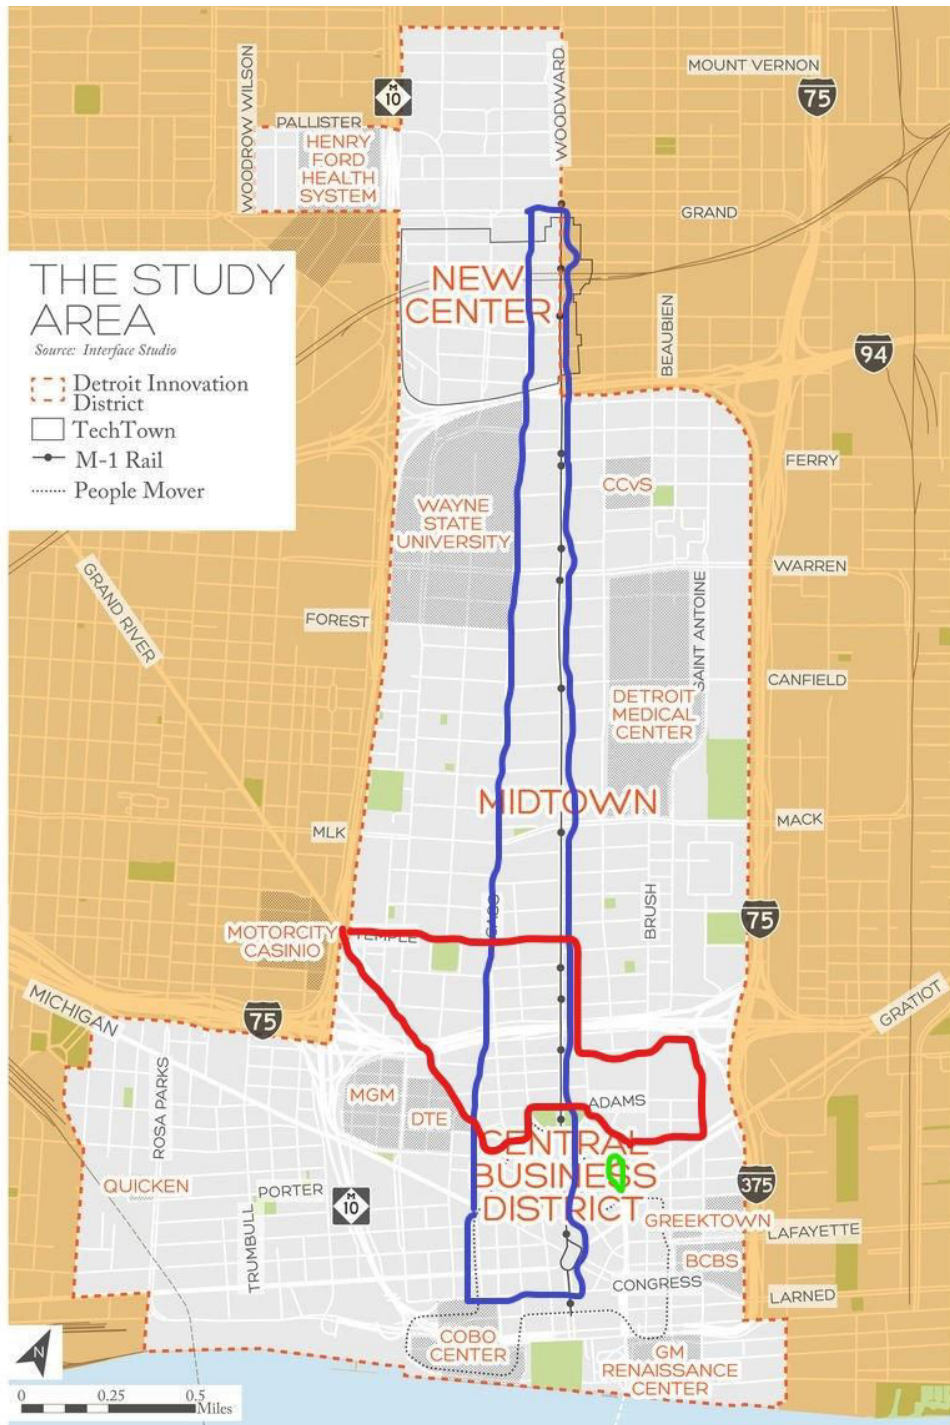 MOUNT VERNON
WOODROW WILSON
WOODWARD
M
10
75
PALLISTER
HENRY
FORD
HEALTH
SYSTEM
GRAND
THE STUDY
AREA
Source: Interface Studio
Detroit Innovation
District
TechTown
M-1 Rail
People Mover
NEW
CENTER
BEAUBIEN
94
FERRY
CCvS
WAYNE
STATE
UNIVERSITY
WARREN
GRAND RIVER
FOREST
SAINT ANTOINE
CANFIELD
DETROIT
MEDICAL
CENTER
MIDTOWN
MLK
MACK
CASS
BRUSH
75
MOTORCITY
CASINIO
TEMPLE
MICHIGAN
75
GRATIOT
ROSA PARKS
MGM
DTE
ADAMS
CENTRAL
BUSINESS
DISTRICT
QUICKEN
PORTER
M
10
375
TRUMBULL
GREEKTOWN
LAFAYETTE
BCBS
CONGRESS
LARNED
COBO
CENTER
GM
RENAISSANCE
CENTER
N
0 0.25 0.5
Miles